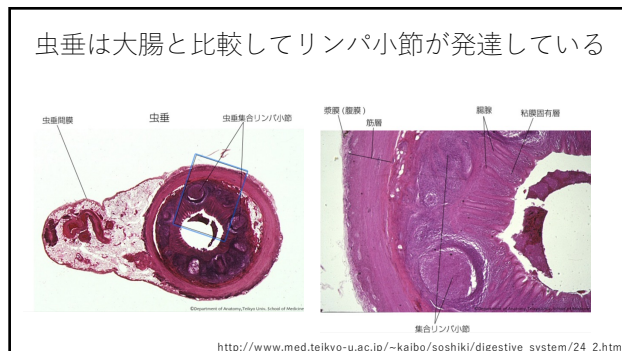 虫垂は大腸と比較してリンパ小節が発達している
虫垂間膜
虫垂
虫垂集合リンパ小節
漿膜(腹膜)
筋層
腸腺
粘膜固有層
©Department of Anatomy,Teikyo Univ. School of Medicine
集合リンパ小節
http://www.med.teikyo-u.ac.jp/~kaibo/soshiki/digestive_system/24_2.htm